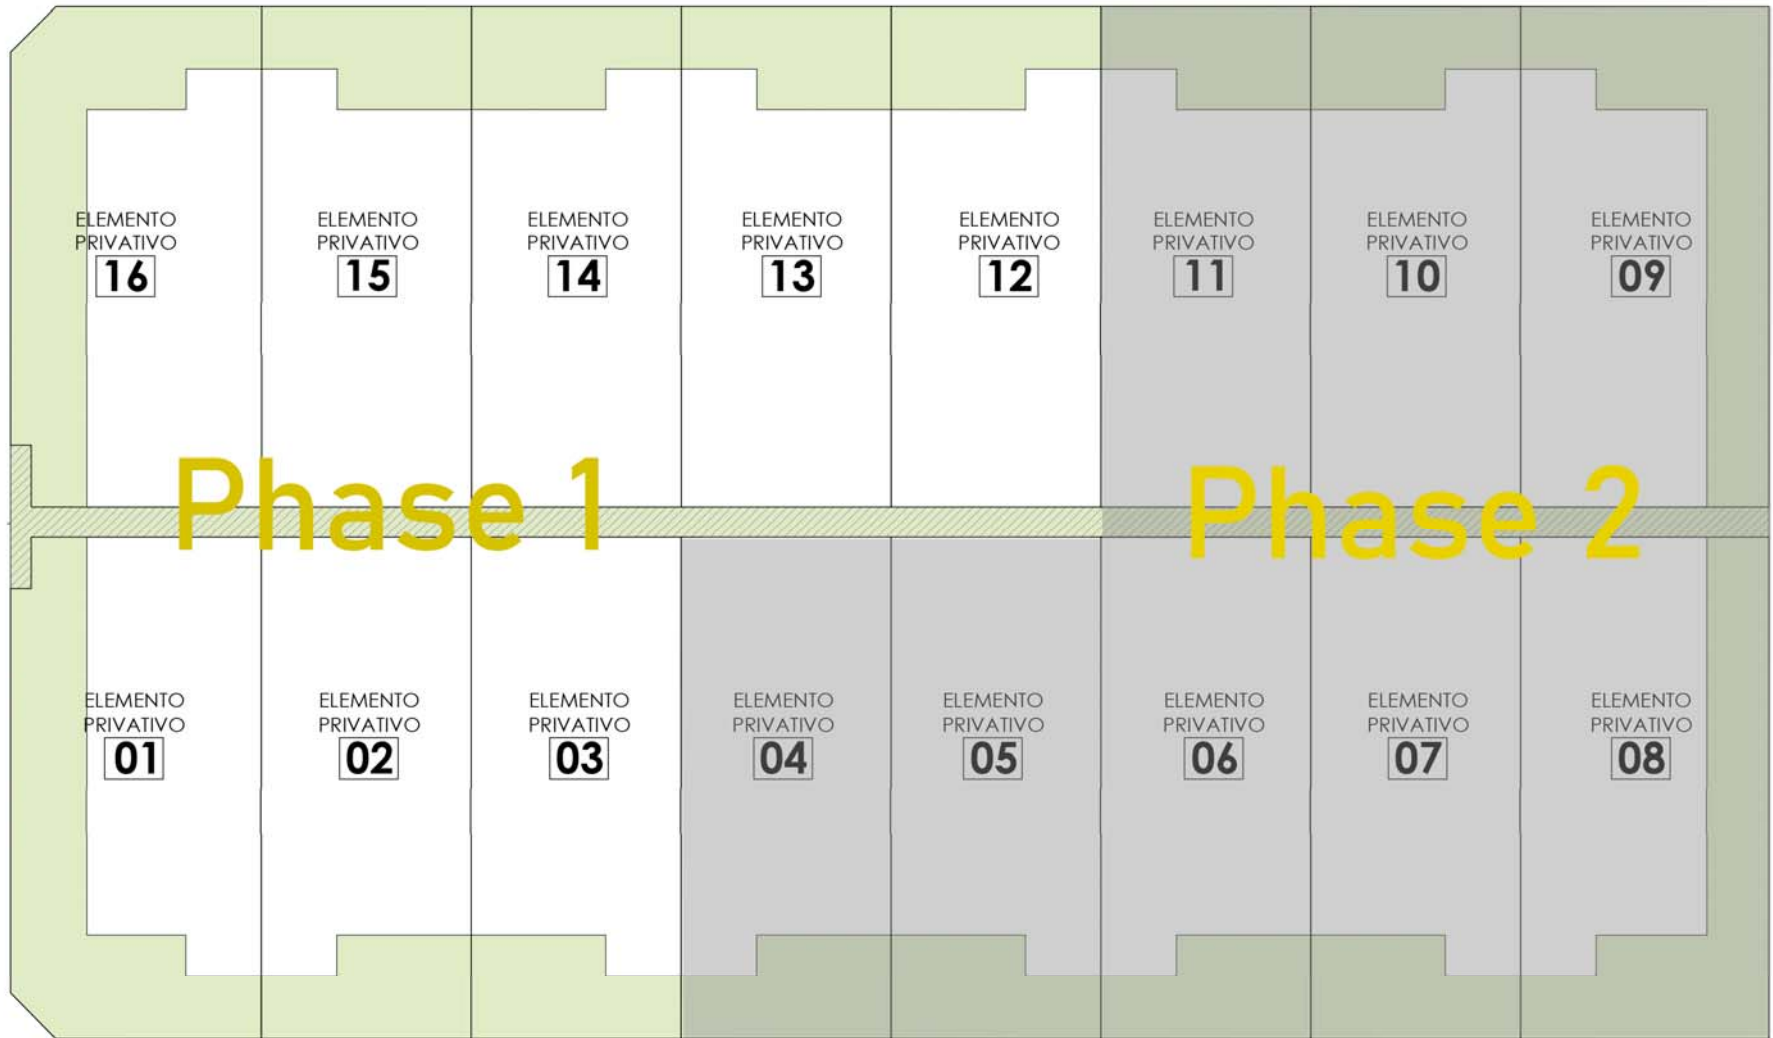 ELEMENTO
PRIVATIVO
16
ELEMENTO
PRIVATIVO
15
ELEMENTO
PRIVATIVO
14
ELEMENTO
PRIVATIVO
13
ELEMENTO
PRIVATIVO
12
ELEMENTO
PRIVATIVO
11
ELEMENTO
PRIVATIVO
10
ELEMENTO
PRIVATIVO
09
Phase 1
Phase 2
ELEMENTO
PRIVATIVO
01
ELEMENTO
PRIVATIVO
02
ELEMENTO
PRIVATIVO
03
ELEMENTO
PRIVATIVO
04
ELEMENTO
PRIVATIVO
05
ELEMENTO
PRIVATIVO
06
ELEMENTO
PRIVATIVO
07
ELEMENTO
PRIVATIVO
08